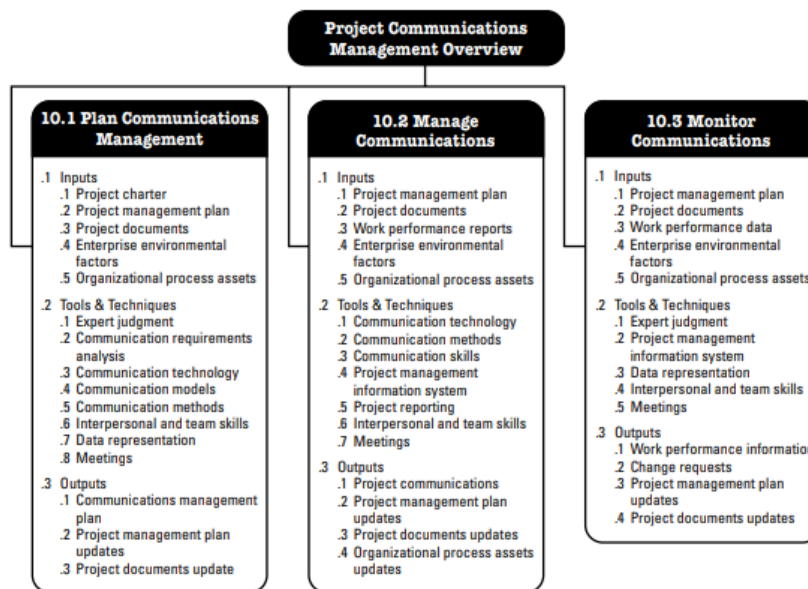 Project Communications
Management Overview
10.1 Plan Communications
Management
.1 Inputs
.1 Project charter
.2 Project management plan
.3 Project documents
.4 Enterprise environmental
factors
.5 Organizational process assets
.2 Tools & Techniques
.1 Expert judgment
.2 Communication requirements
analysis
.3 Communication technology
.4 Communication models
.5 Communication methods
.6 Interpersonal and team skills
.7 Data representation
.8 Meetings
.3 Outputs
.1 Communications management
plan
.2 Project management plan
updates
.3 Project documents update
10.2 Manage
Communications
.1 Inputs
.1 Project management plan
.2 Project documents
.3 Work performance reports
.4 Enterprise environmental
factors
.5 Organizational process assets
.2 Tools & Techniques
.1 Communication technology
.2 Communication methods
.3 Communication skills
.4 Project management
information system
.5 Project reporting
.6 Interpersonal and team skills
.7 Meetings
.3 Outputs
.1 Project communications
.2 Project management plan
updates
.3 Project documents updates
.4 Organizational process assets
updates
10.3 Monitor
Communications
.1 Inputs
.1 Project management plan
.2 Project documents
.3 Work performance data
.4 Enterprise environmental
factors
.5 Organizational process assets
.2 Tools & Techniques
.1 Expert judgment
.2 Project management
information system
.3 Data representation
.4 Interpersonal and team skills
.5 Meetings
.3 Outputs
.1 Work performance information
.2 Change requests
.3 Project management plan
updates
.4 Project documents updates